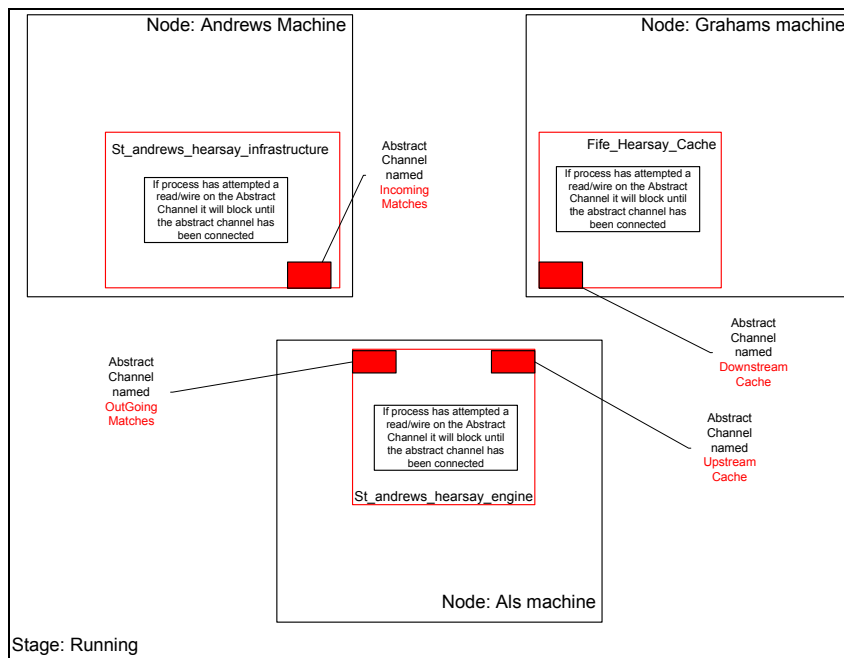 Node: Andrews Machine
Node: Grahams machine
St_andrews_hearsay_infrastructure
If process has attempted a
read/wire on the Abstract
Channel it will block until
the abstract channel has
been connected
Abstract
Channel
named
Incoming
Matches
Fife_Hearsay_Cache
If process has attempted a
read/wire on the Abstract
Channel it will block until
the abstract channel has
been connected
Abstract
Channel
named
Downstream
Cache
Abstract
Channel
named
OutGoing
Matches
If process has attempted a
read/wire on the Abstract
Channel it will block until
the abstract channel has
been connected
St_andrews_hearsay_engine
Abstract
Channel
named
Upstream
Cache
Node: Als machine
Stage: Running